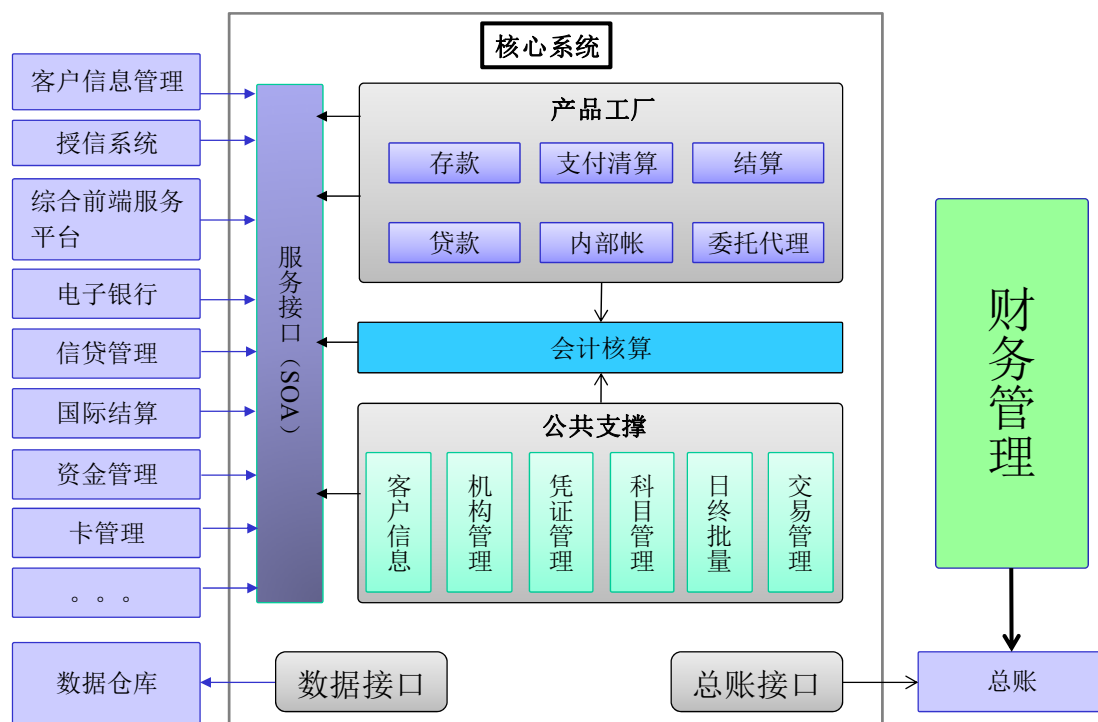 核心系统
客户信息管理
授信系统
综合前端服务
平台
电子银行
信贷管理
国际结算
资金管理
卡管理
。。。
数据仓库
服务接口（SOA）
产品工厂
存款
支付清算
结算
贷款
内部帐
委托代理
会计核算
公共支撑
客户信息
机构管理
凭证管理
科目管理
日终批量
交易管理
数据接口
总账接口
财务管理
总账